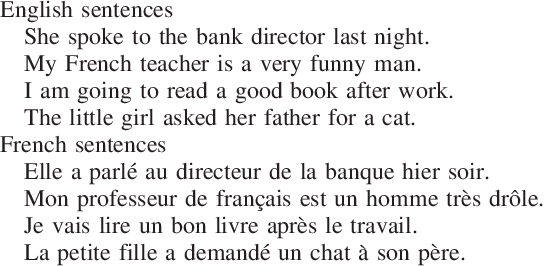 English sentences
She spoke to the bank director last night.
My French teacher is a very funny man.
I am going to read a good book after work.
The little girl asked her father for a cat.
French sentences
Elle a parlé au directeur de la banque hier soir.
Mon professeur de français est un homme très drôle.
Je vais lire un bon livre après le travail.
La petite fille a demandé un chat à son père.